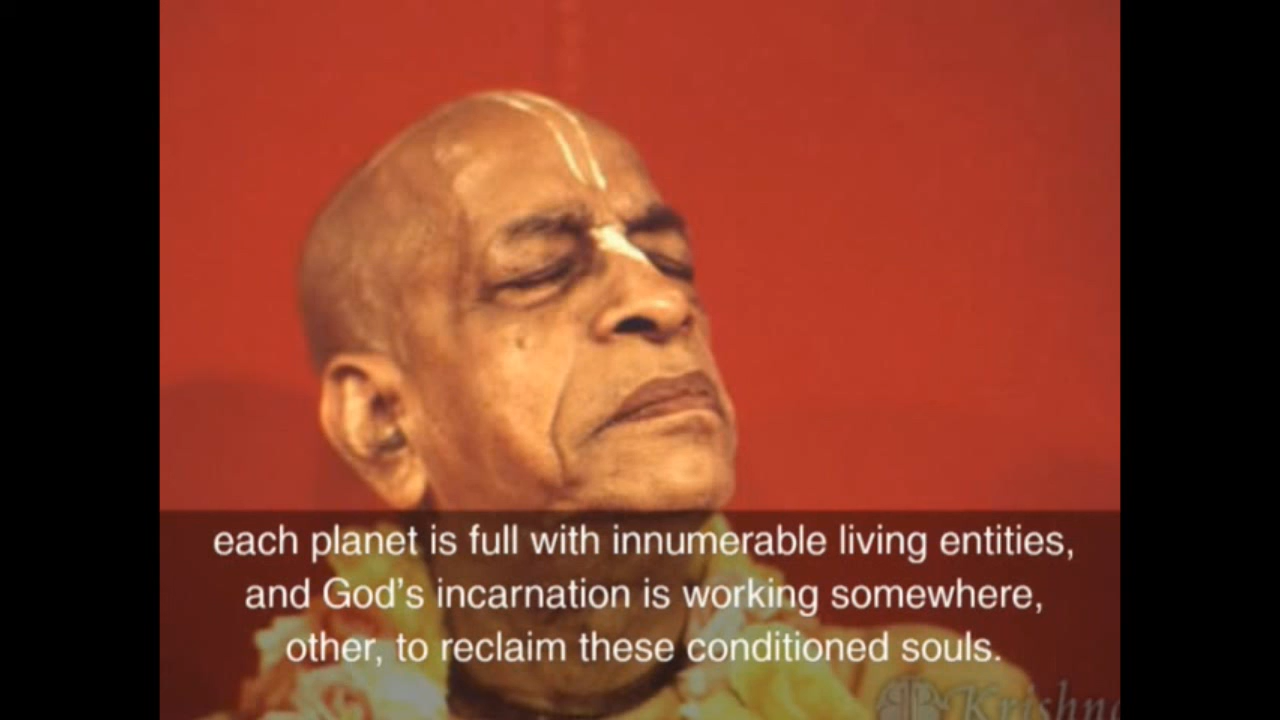 each planet is full with innumerable living entities,
and God's incarnation is working somewhere,
other, to reclaim these conditioned souls.
Krishna